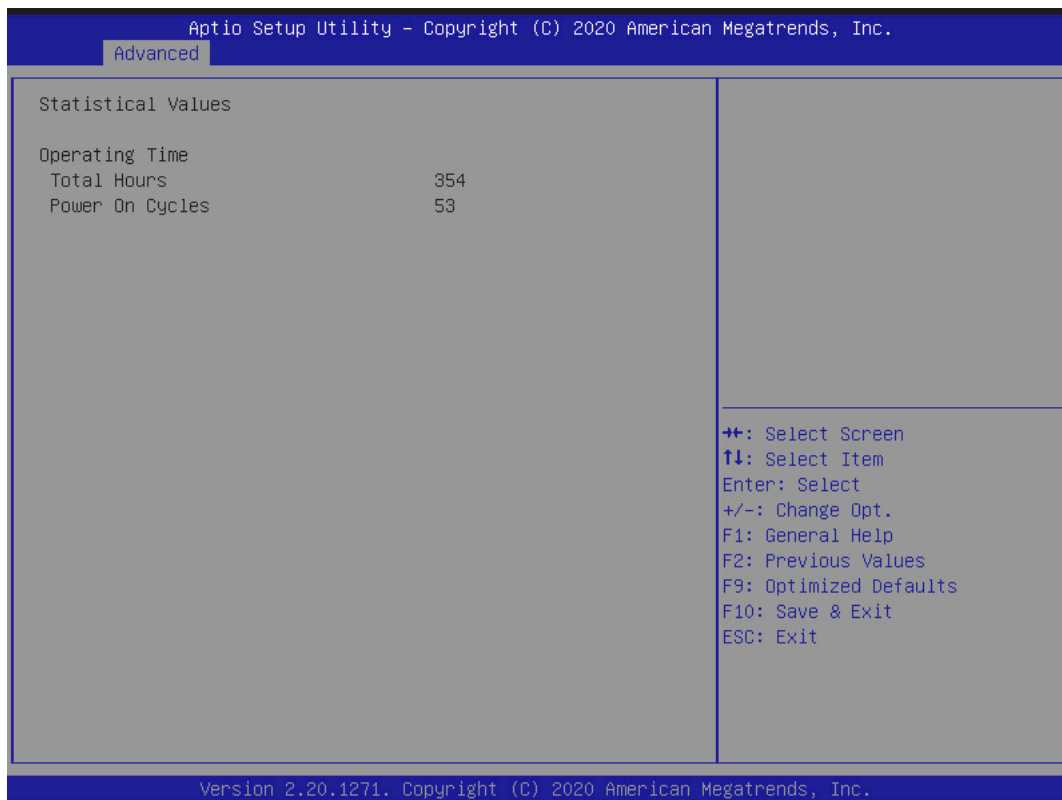 Aptio Setup Utility – Copyright (C) 2020 American Megatrends, Inc.
Advanced
Statistical Values
Operating Time
Total Hours 354
Power On Cycles 53
→←: Select Screen
↑↓: Select Item
Enter: Select
+/-: Change Opt.
F1: General Help
F2: Previous Values
F9: Optimized Defaults
F10: Save & Exit
ESC: Exit
Version 2.20.1271. Copyright (C) 2020 American Megatrends, Inc.